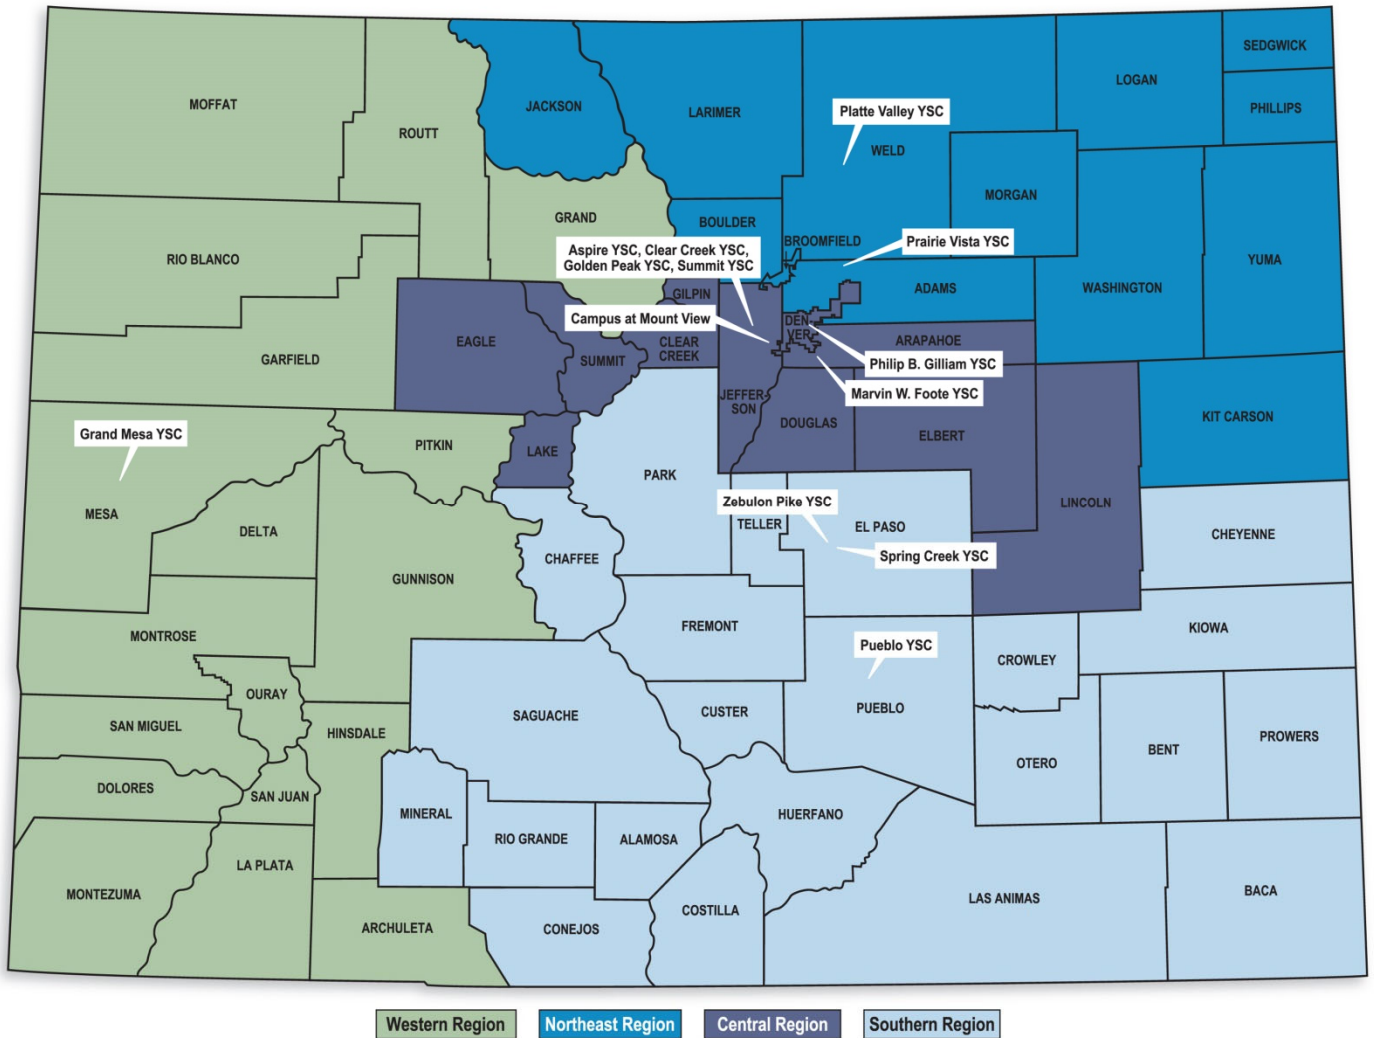 SEDGWICK
LOGAN
MOFFAT
JACKSON
LARIMER
PHILLIPS
Platte Valley YSC
ROUTT
WELD
MORGAN
GRAND
BOULDER
BROOMFIELD
Prairie Vista YSC
Aspire YSC, Clear Creek YSC,
Golden Peak YSC, Summit YSC
RIO BLANCO
YUMA
WASHINGTON
ADAMS
GILPIN
Campus at Mount View
DEN-
VER
EAGLE
CLEAR
CREEK
ARAPAHOE
GARFIELD
SUMMIT
Philip B. Gilliam YSC
Marvin W. Foote YSC
JEFFER-
SON
DOUGLAS
KIT CARSON
Grand Mesa YSC
PITKIN
LAKE
ELBERT
PARK
Zebulon Pike YSC
LINCOLN
MESA
DELTA
TELLER
EL PASO
CHEYENNE
CHAFFEE
Spring Creek YSC
GUNNISON
MONTROSE
FREMONT
KIOWA
Pueblo YSC
CROWLEY
OURAY
SAGUACHE
CUSTER
PUEBLO
SAN MIGUEL
HINSDALE
PROWERS
BENT
OTERO
DOLORES
SAN JUAN
MINERAL
HUERFANO
RIO GRANDE
ALAMOSA
LA PLATA
MONTEZUMA
BACA
LAS ANIMAS
COSTILLA
ARCHULETA
CONEJOS
Western Region
Northeast Region
Central Region
Southern Region